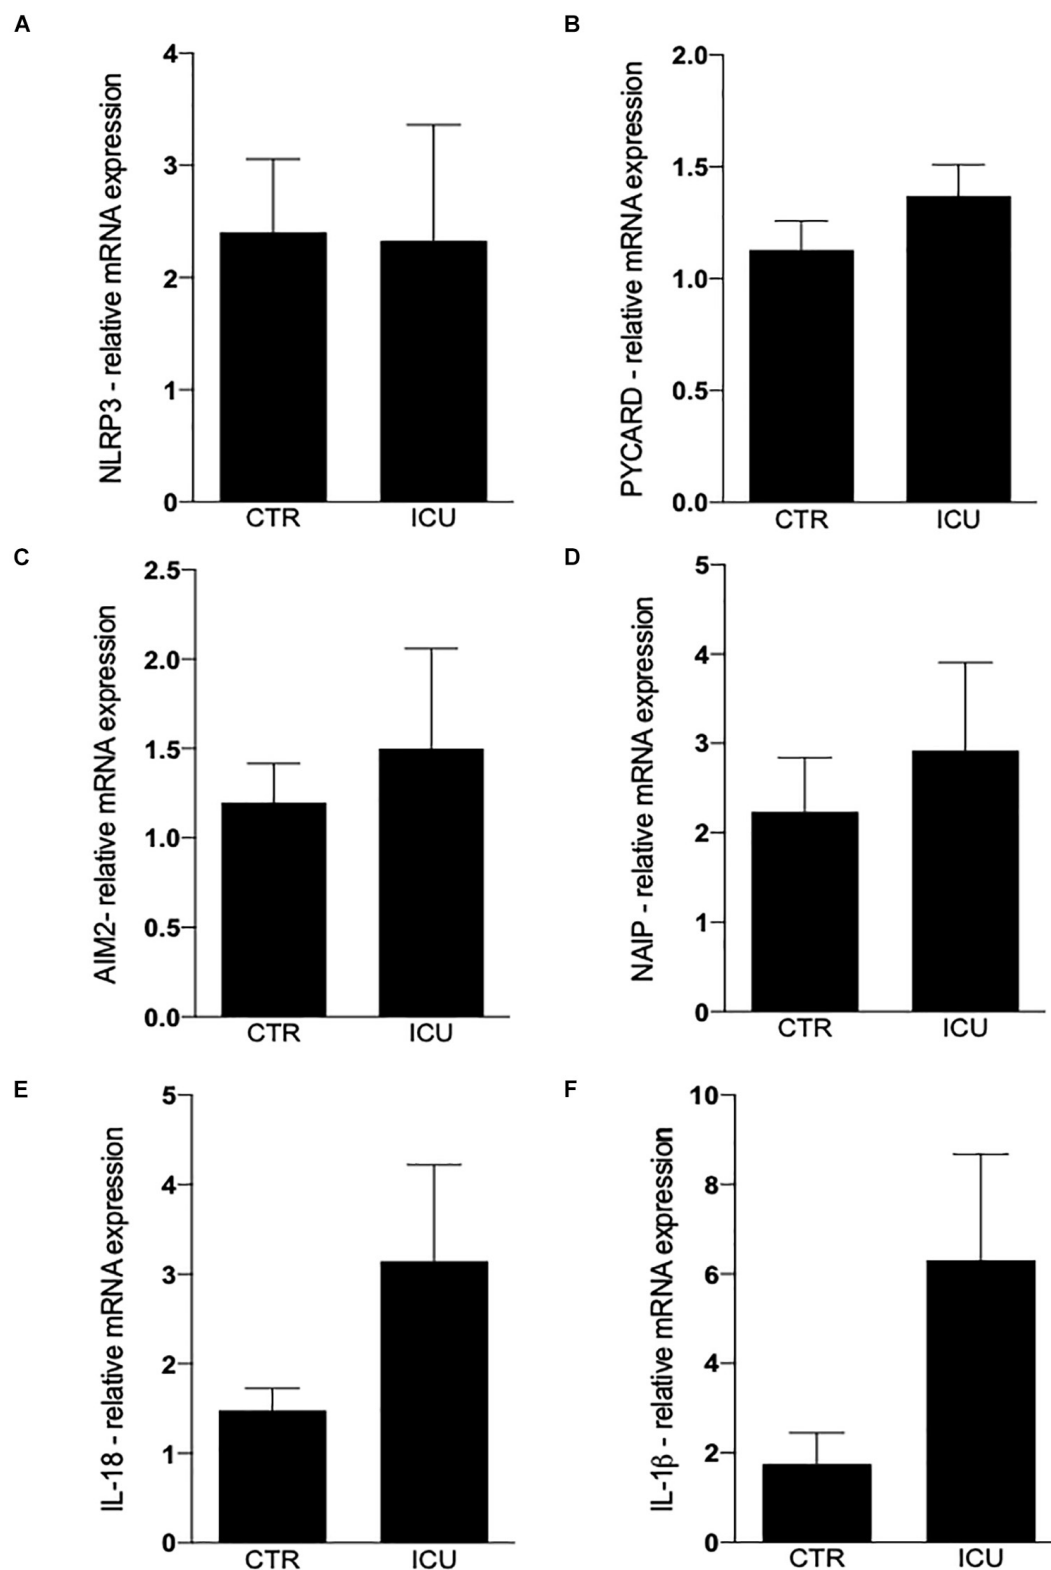 A
NLRP3 - relative mRNA expression
4
3
2
1
0
CTR ICU
B
PYCARD - relative mRNA expression
2.0
1.5
1.0
0.5
0.0
CTR ICU
C
AIM2- relative mRNA expression
2.5
2.0
1.5
1.0
0.5
0.0
CTR ICU
D
NAIP - relative mRNA expression
5
4
3
2
1
0
CTR ICU
E
IL-18 - relative mRNA expression
5
4
3
2
1
0
CTR ICU
F
IL-1β - relative mRNA expression
10
8
6
4
2
0
CTR ICU